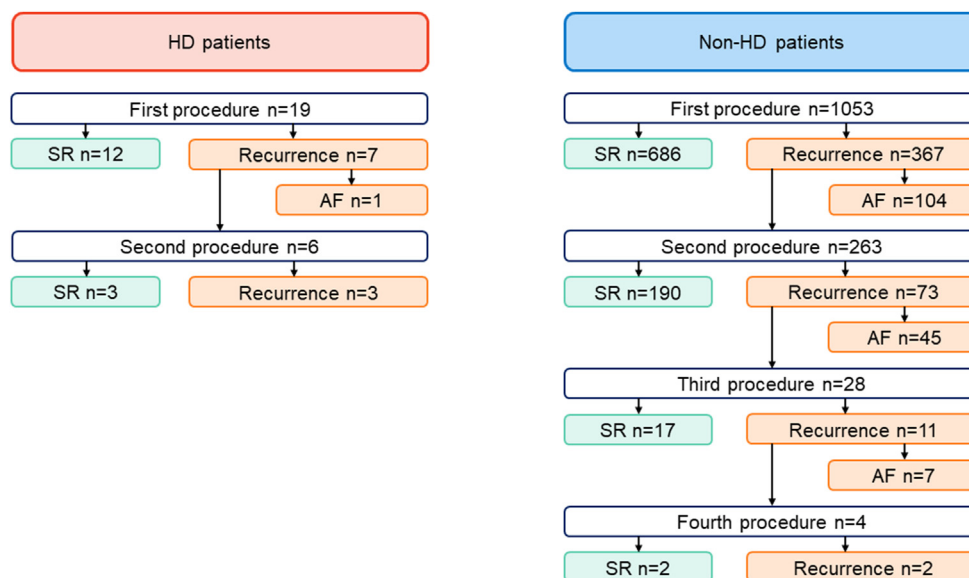 HD patients
First procedure n=19
SR n=12
Recurrence n=7
AF n=1
Second procedure n=6
SR n=3
Recurrence n=3
Non-HD patients
First procedure n=1053
SR n=686
Recurrence n=367
AF n=104
Second procedure n=263
SR n=190
Recurrence n=73
AF n=45
Third procedure n=28
SR n=17
Recurrence n=11
AF n=7
Fourth procedure n=4
SR n=2
Recurrence n=2